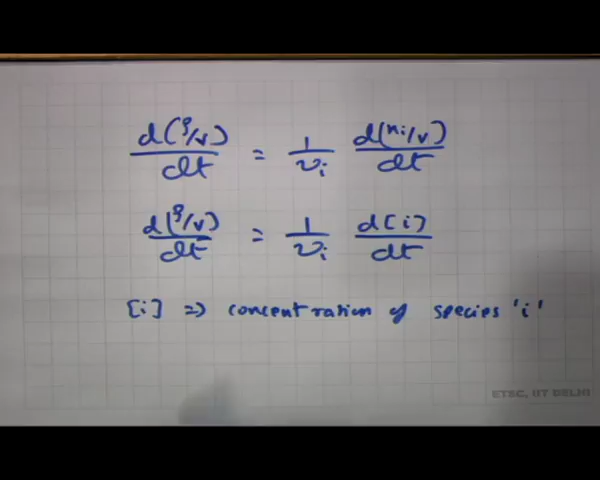 d(ξ/V)/dt = 1/νi d(ni/V)/dt
d(ξ/V)/dt = 1/νi d[i]/dt
[i] => concentration of species 'i'
ETSC, IIT DELHI